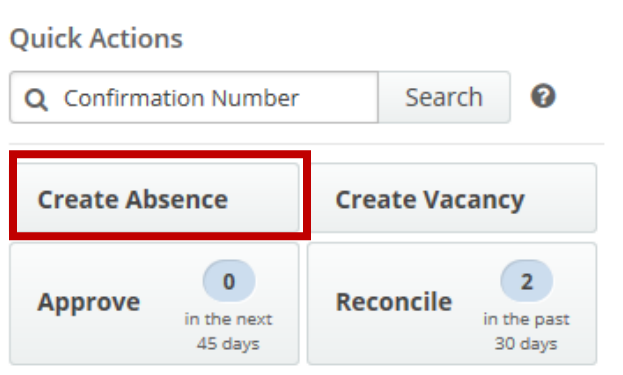 Quick Actions
Confirmation Number Search
Create Absence Create Vacancy
Approve 0 in the next 45 days
Reconcile 2 in the past 30 days